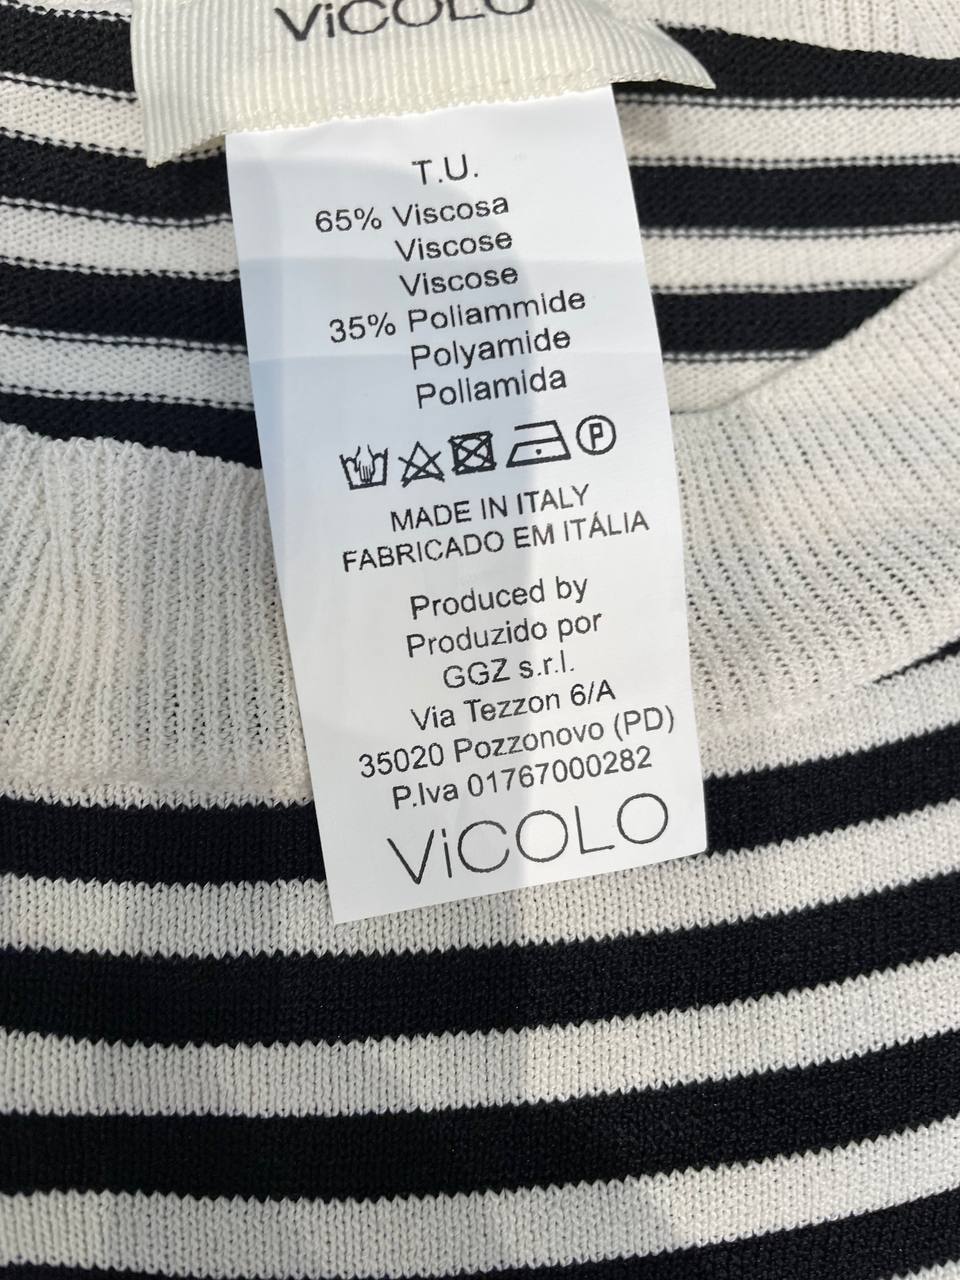 ViCOLO
T.U.
65% Viscosa
Viscose
Viscose
35% Poliammide
Polyamide
Poliamida
P
MADE IN ITALY
FABRICADO EM ITÁLIA
Produced by
Produzido por
GGZ s.r.l.
Via Tezzon 6/A
35020 Pozzonovo (PD)
P.Iva 01767000282
ViCOLO